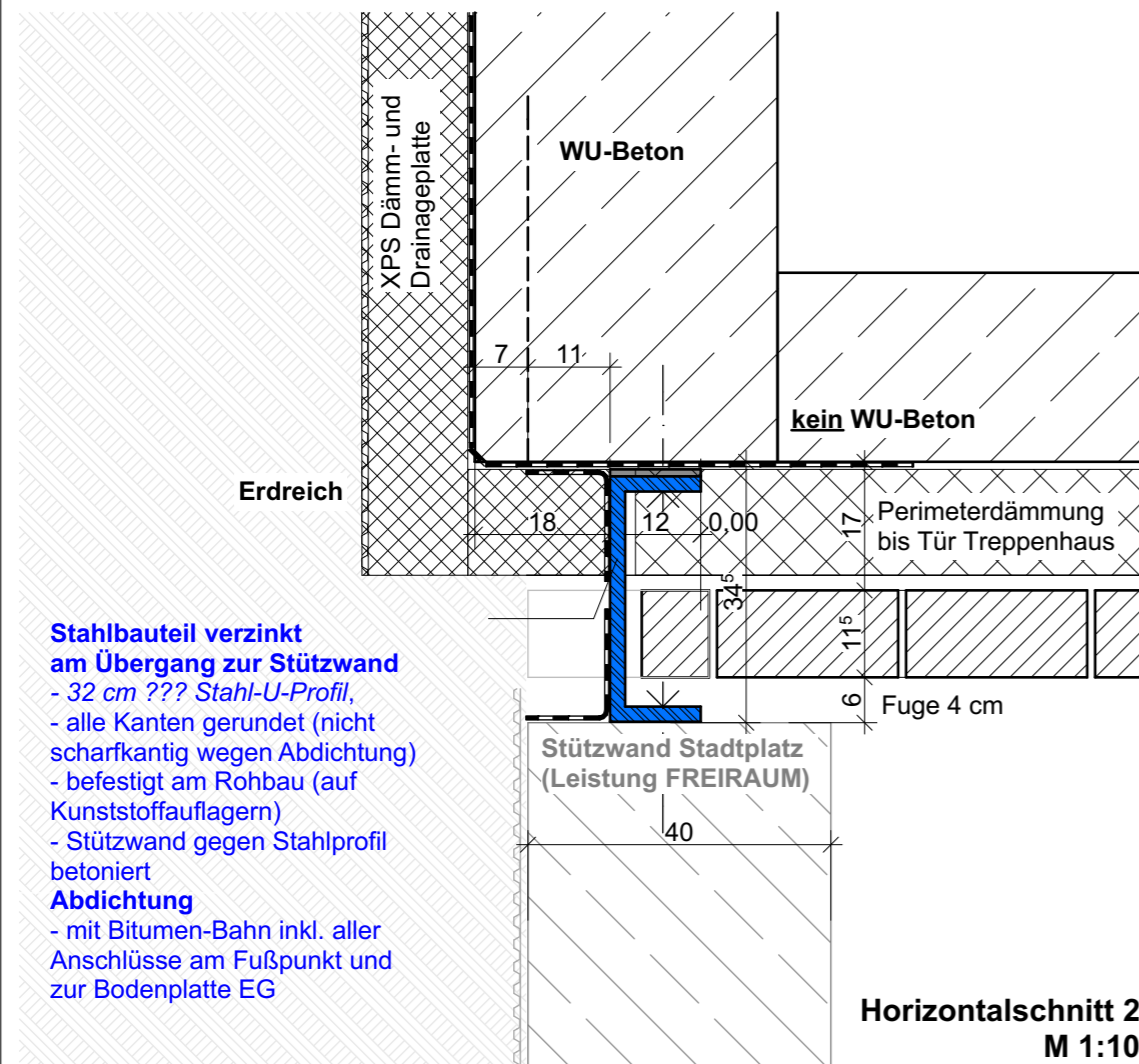 XPS Dämm- und
Drainageplatte
WU-Beton
7
11
kein WU-Beton
Erdreich
18
12
0,00
17
Perimeterdämmung
bis Tür Treppenhaus
34⁵
11⁵
6
Fuge 4 cm
Stahlbauteil verzinkt
am Übergang zur Stützwand
- 32 cm ??? Stahl-U-Profil,
- alle Kanten gerundet (nicht
scharfkantig wegen Abdichtung)
- befestigt am Rohbau (auf
Kunststoffauflagern)
- Stützwand gegen Stahlprofil
betoniert
Abdichtung
- mit Bitumen-Bahn inkl. aller
Anschlüsse am Fußpunkt und
zur Bodenplatte EG
Stützwand Stadtplatz
(Leistung FREIRAUM)
40
Horizontalschnitt 2
M 1:10